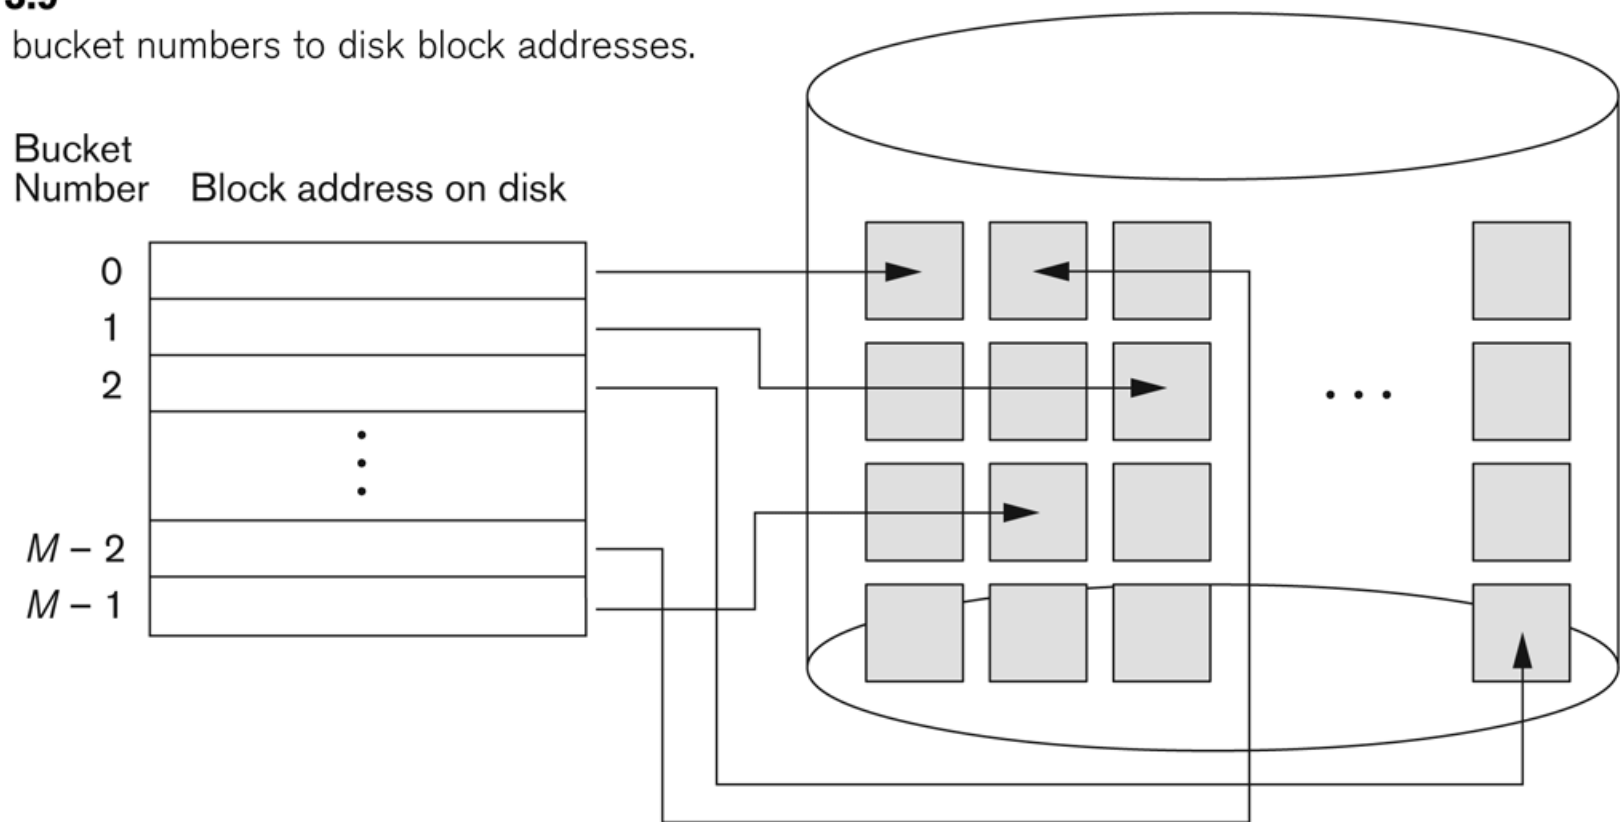 bucket numbers to disk block addresses.
Bucket
Number Block address on disk
0
1
2
M – 2
M – 1